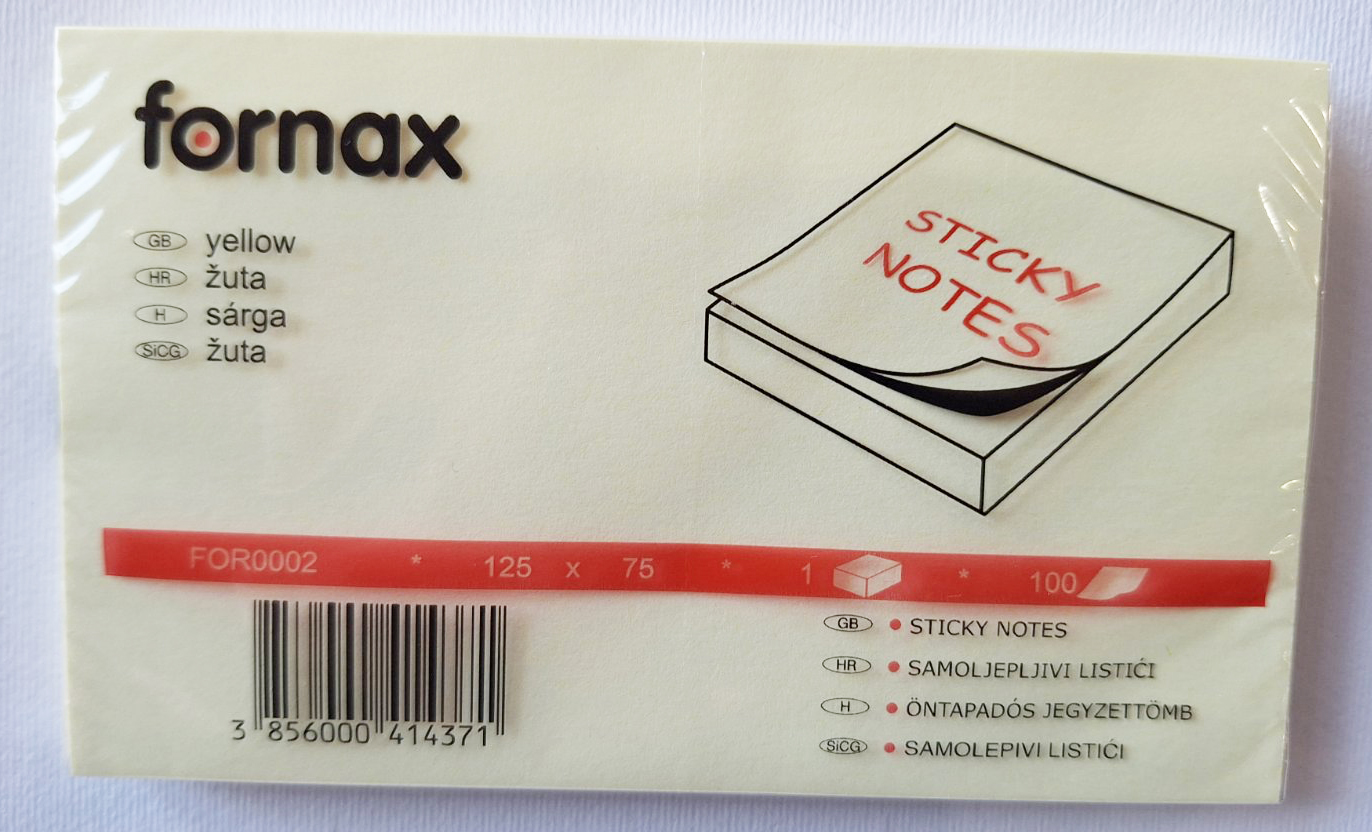 fornax
GB yellow
HR žuta
H sárga
SiCG žuta
STICKY
NOTES
FOR0002 * 125 x 75 * 1 * 100
3 856000 414371
GB • STICKY NOTES
HR • SAMOLJEPLJIVI LISTIĆI
H • ÖNTAPADÓS JEGYZETTÖMB
SiCG • SAMOLEPIVI LISTIĆI